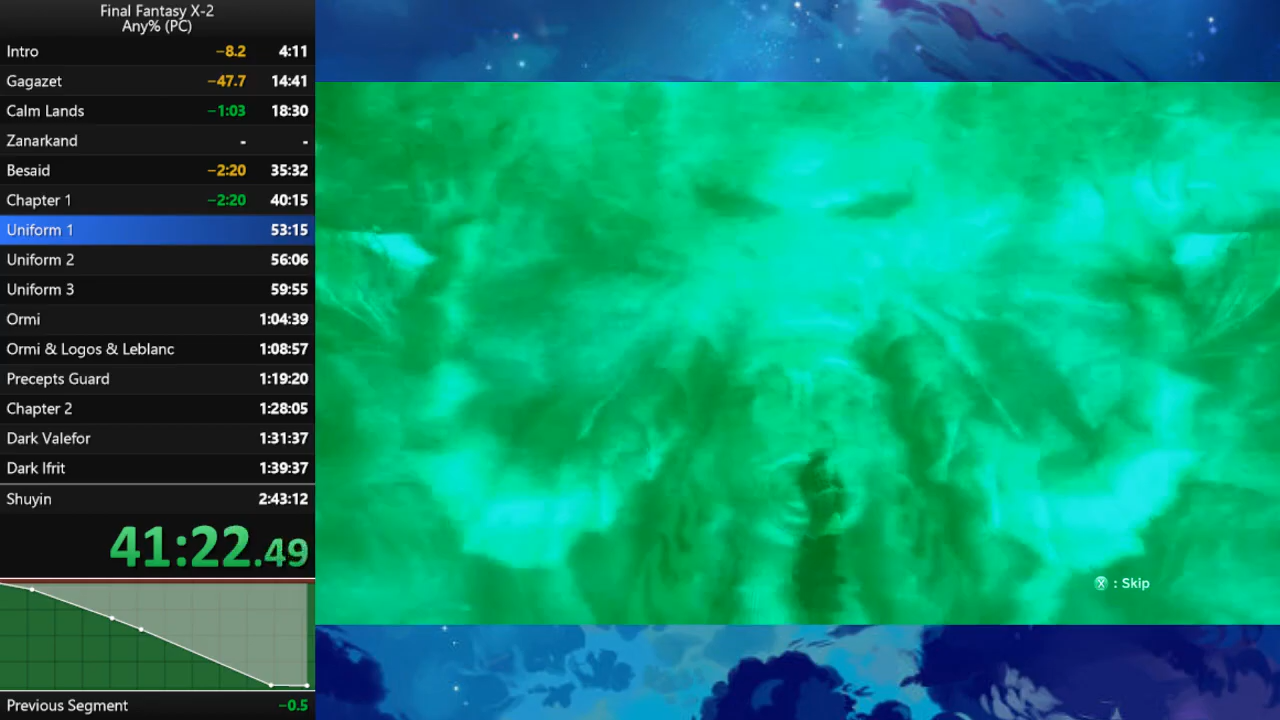 Final Fantasy X-2
Any% (PC)
Intro −8.2 4:11
Gagazet −47.7 14:41
Calm Lands −1:03 18:30
Zanarkand - -
Besaid −2:20 35:32
Chapter 1 −2:20 40:15
Uniform 1 53:15
Uniform 2 56:06
Uniform 3 59:55
Ormi 1:04:39
Ormi & Logos & Leblanc 1:08:57
Precepts Guard 1:19:20
Chapter 2 1:28:05
Dark Valefor 1:31:37
Dark Ifrit 1:39:37
Shuyin 2:43:12
41:22.49
Previous Segment −0.5
X : Skip